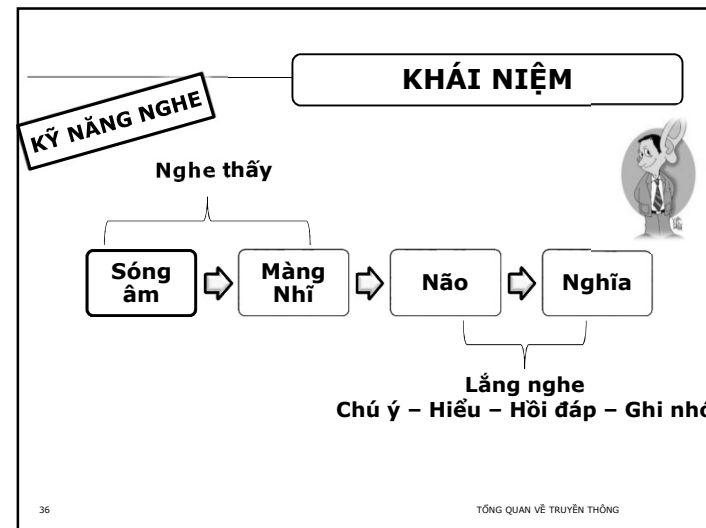 KHÁI NIỆM
KỸ NĂNG NGHE
Nghe thấy
Sóng
âm
Màng
Nhĩ
Não
Nghĩa
Lắng nghe
Chú ý – Hiểu – Hồi đáp – Ghi nhớ
36
TỔNG QUAN VỀ TRUYỀN THÔNG